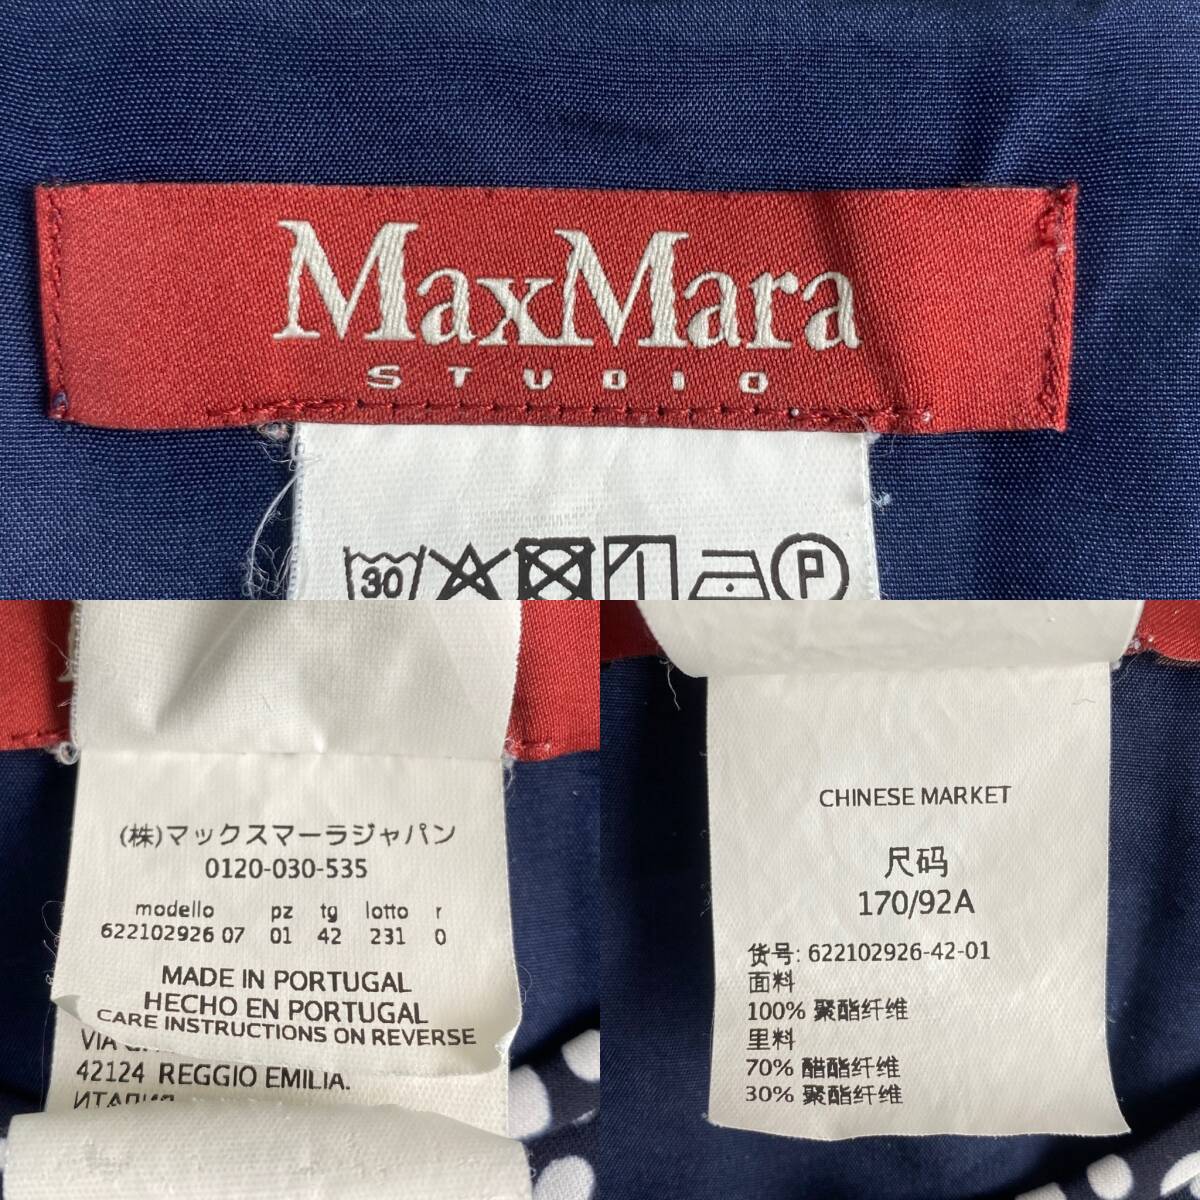 MaxMara
STUDIO
30
P
(株)マックスマーラジャパン
0120-030-535
modello pz tg lotto r
622102926 07 01 42 231 0
MADE IN PORTUGAL
HECHO EN PORTUGAL
CARE INSTRUCTIONS ON REVERSE
VIA
42124 REGGIO EMILIA.
ИТАЛИЯ
CHINESE MARKET
尺码
170/92A
货号: 622102926-42-01
面料
100% 聚酯纤维
里料
70% 醋酯纤维
30% 聚酯纤维